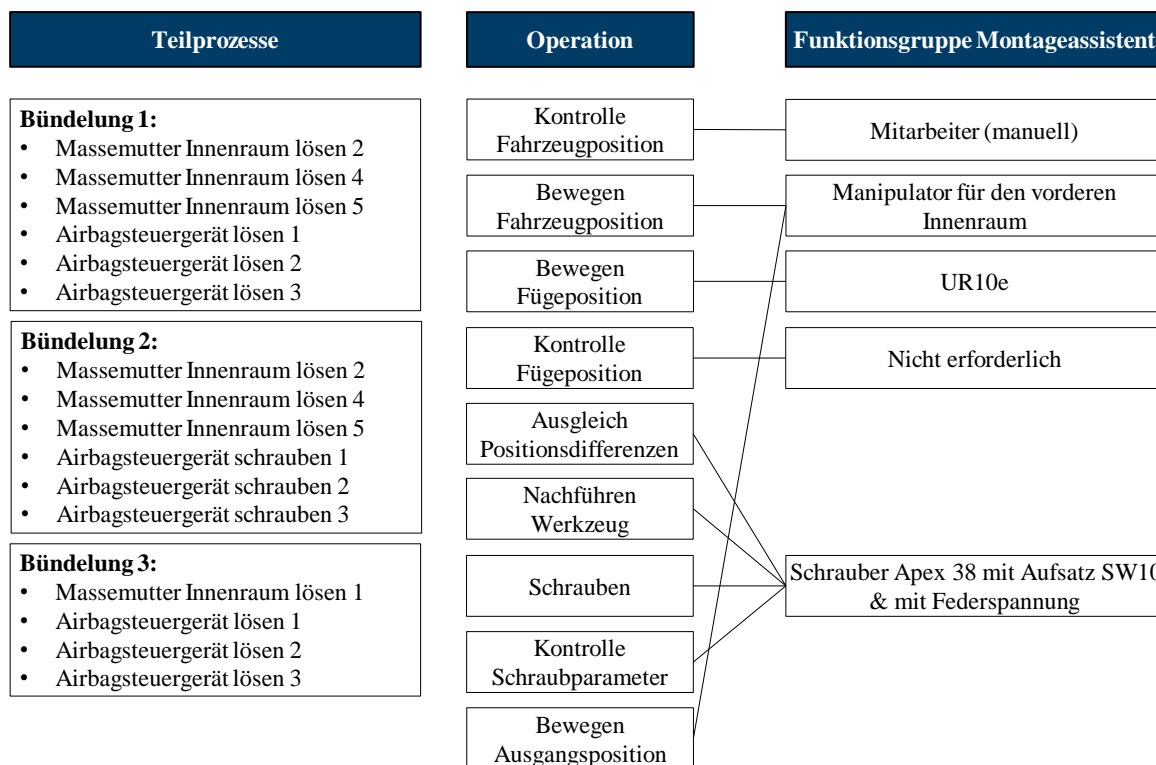 Teilprozesse
Bündelung 1:
• Massemutter Innenraum lösen 2
• Massemutter Innenraum lösen 4
• Massemutter Innenraum lösen 5
• Airbagsteuergerät lösen 1
• Airbagsteuergerät lösen 2
• Airbagsteuergerät lösen 3
Bündelung 2:
• Massemutter Innenraum lösen 2
• Massemutter Innenraum lösen 4
• Massemutter Innenraum lösen 5
• Airbagsteuergerät schrauben 1
• Airbagsteuergerät schrauben 2
• Airbagsteuergerät schrauben 3
Bündelung 3:
• Massemutter Innenraum lösen 1
• Airbagsteuergerät lösen 1
• Airbagsteuergerät lösen 2
• Airbagsteuergerät lösen 3
Operation
Kontrolle
Fahrzeugposition
Bewegen
Fahrzeugposition
Bewegen
Fügeposition
Kontrolle
Fügeposition
Ausgleich
Positionsdifferenzen
Nachführen
Werkzeug
Schrauben
Kontrolle
Schraubparameter
Bewegen
Ausgangsposition
Funktionsgruppe Montageassistent
Mitarbeiter (manuell)
Manipulator für den vorderen
Innenraum
UR10e
Nicht erforderlich
Schrauber Apex 38 mit Aufsatz SW10
& mit Federspannung